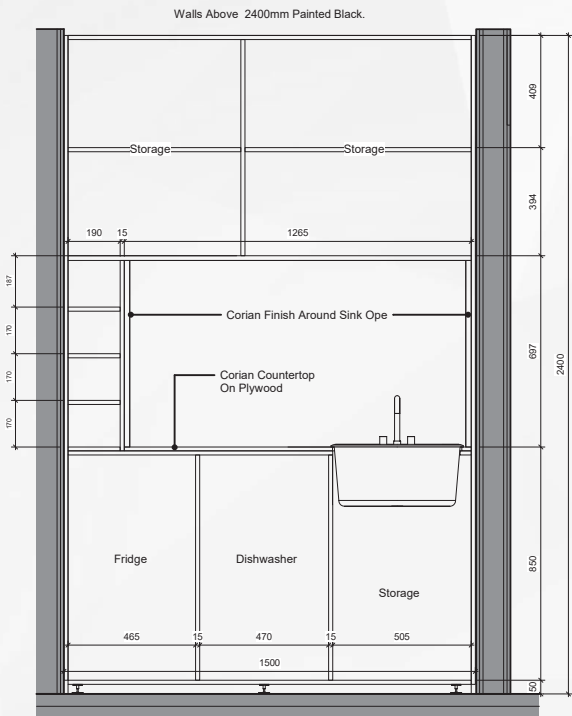 Walls Above 2400mm Painted Black.
409
Storage
Storage
394
190
15
1265
187
170
170
170
Corian Finish Around Sink Ope
697
2400
Corian Countertop
On Plywood
Fridge
Dishwasher
Storage
850
465
15
470
15
505
1500
50